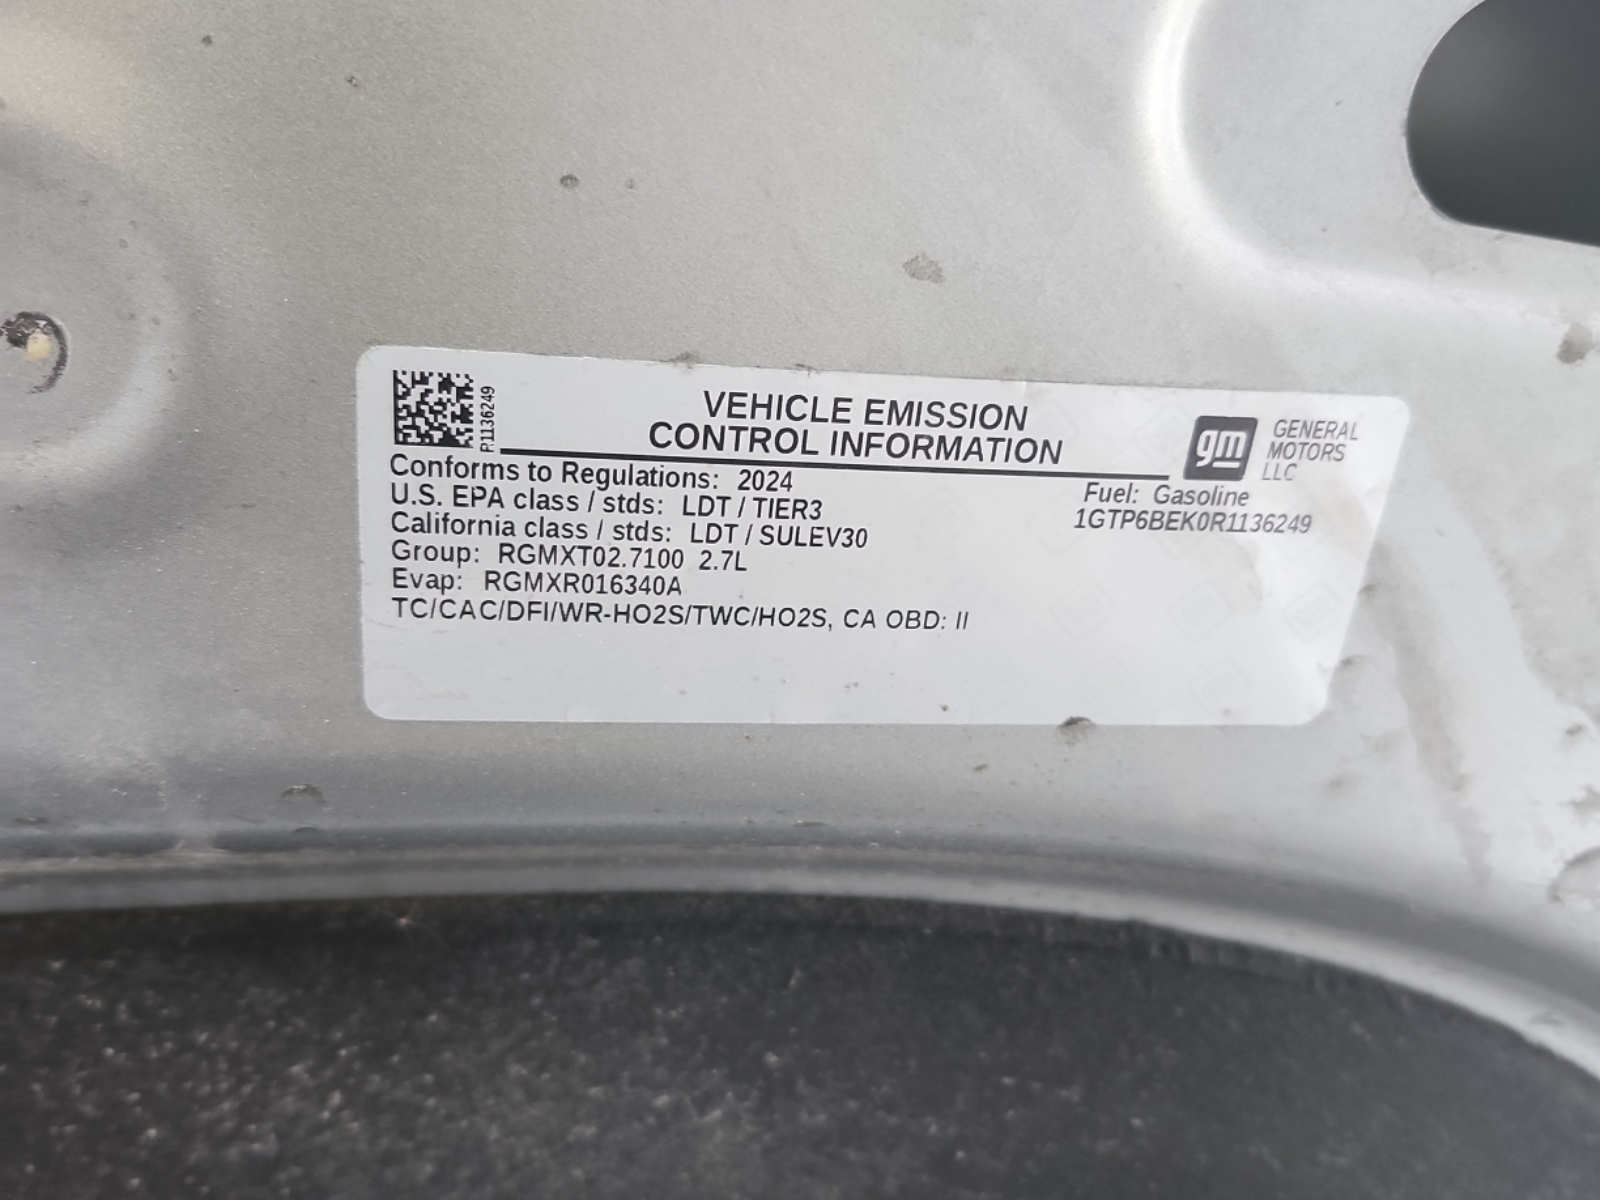 R1136249
VEHICLE EMISSION
CONTROL INFORMATION
gm
GENERAL
MOTORS
LLC
Conforms to Regulations: 2024
U.S. EPA class / stds: LDT / TIER3
California class / stds: LDT / SULEV30
Group: RGMXT02.7100 2.7L
Evap: RGMXR016340A
TC/CAC/DFI/WR-HO2S/TWC/HO2S, CA OBD: II
Fuel: Gasoline
1GTP6BEK0R1136249